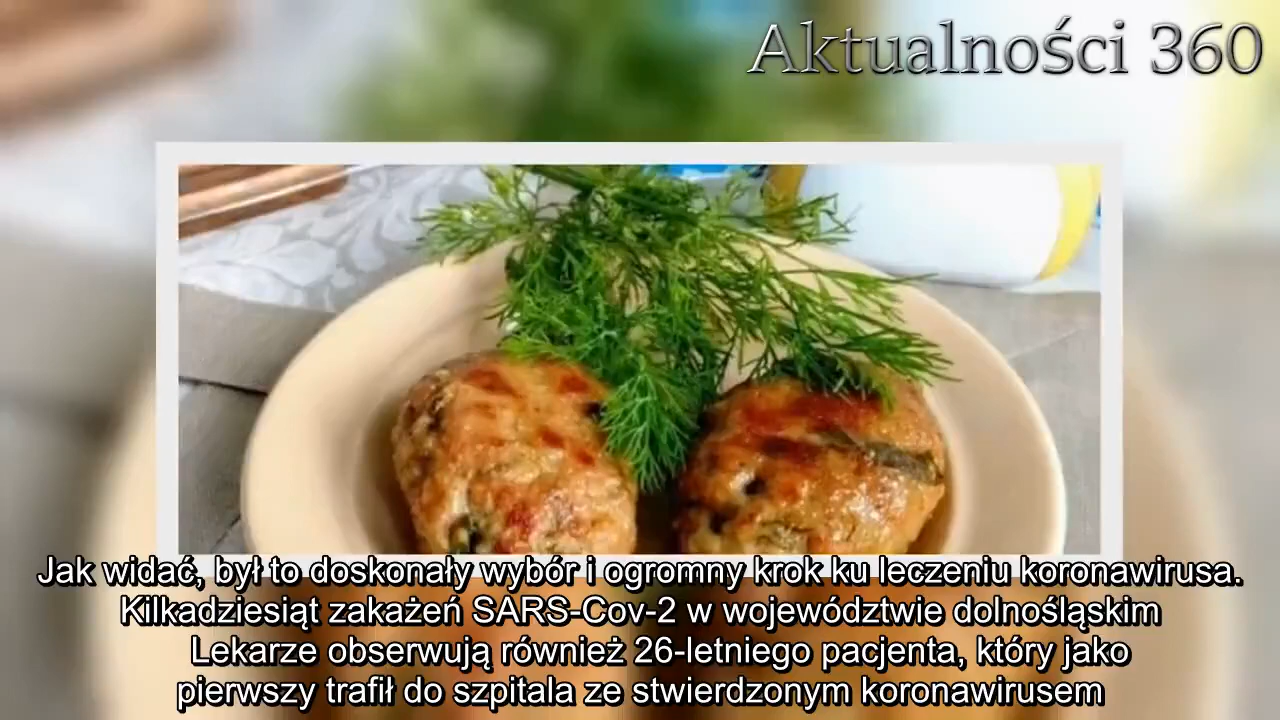 Aktualności 360
Jak widać, był to doskonały wybór i ogromny krok ku leczeniu koronawirusa.
Kilkadziesiąt zakażeń SARS-Cov-2 w województwie dolnośląskim
Lekarze obserwują również 26-letniego pacjenta, który jako
pierwszy trafił do szpitala ze stwierdzonym koronawirusem